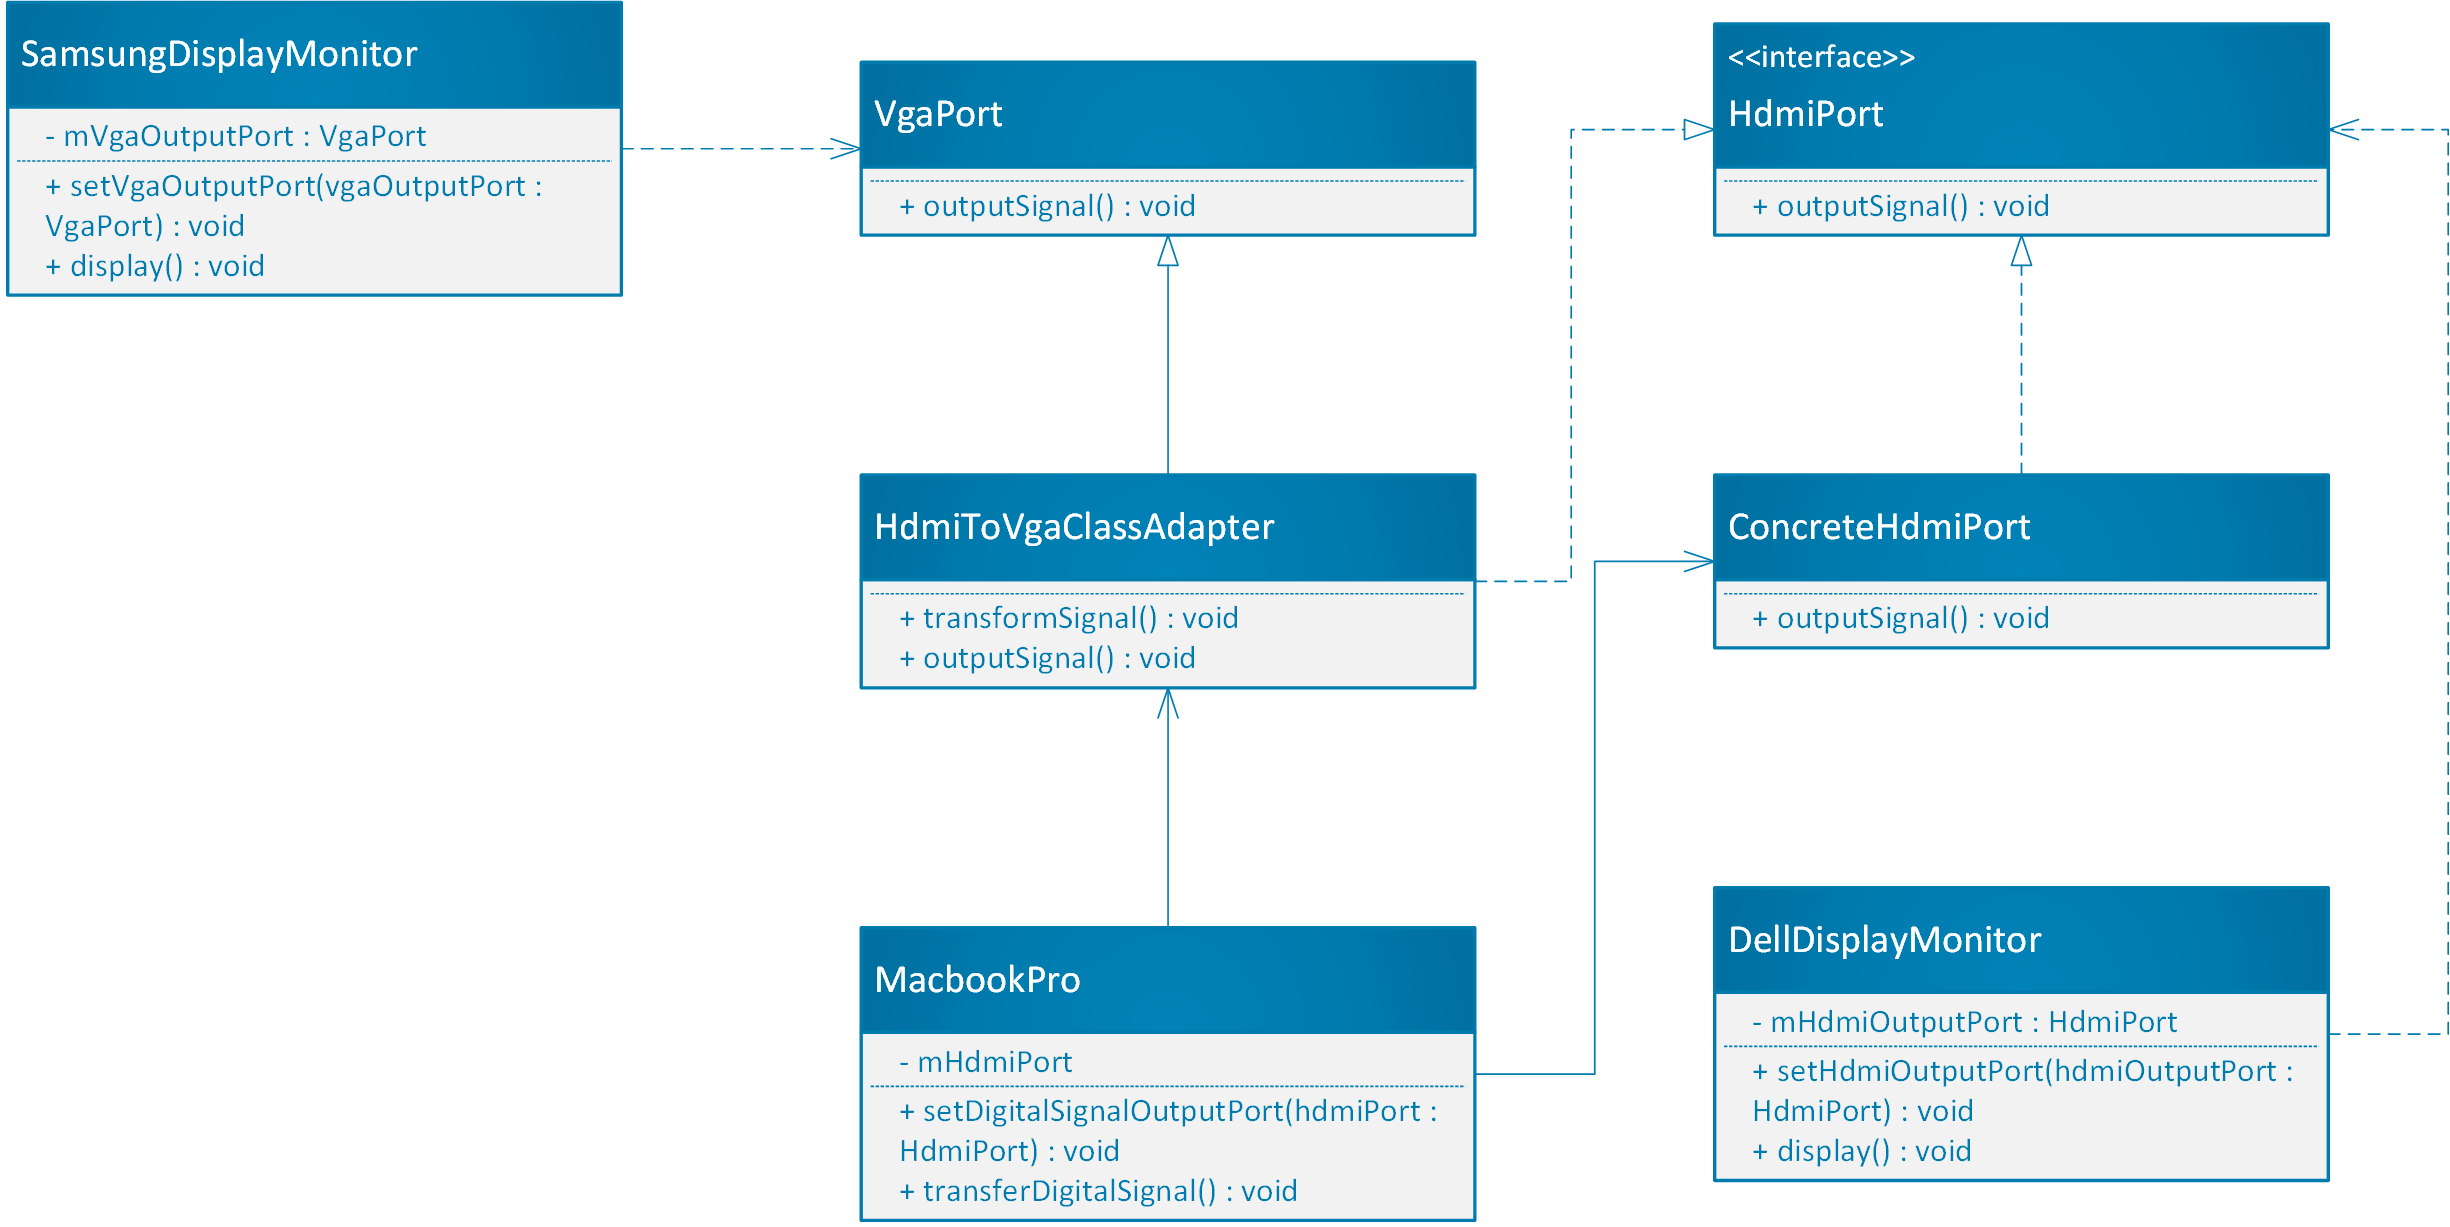 SamsungDisplayMonitor
- mVgaOutputPort : VgaPort
+ setVgaOutputPort(vgaOutputPort :
VgaPort) : void
+ display() : void
VgaPort
+ outputSignal() : void
<<interface>>
HdmiPort
+ outputSignal() : void
HdmiToVgaClassAdapter
+ transformSignal() : void
+ outputSignal() : void
ConcreteHdmiPort
+ outputSignal() : void
MacbookPro
- mHdmiPort
+ setDigitalSignalOutputPort(hdmiPort :
HdmiPort) : void
+ transferDigitalSignal() : void
DellDisplayMonitor
- mHdmiOutputPort : HdmiPort
+ setHdmiOutputPort(hdmiOutputPort :
HdmiPort) : void
+ display() : void